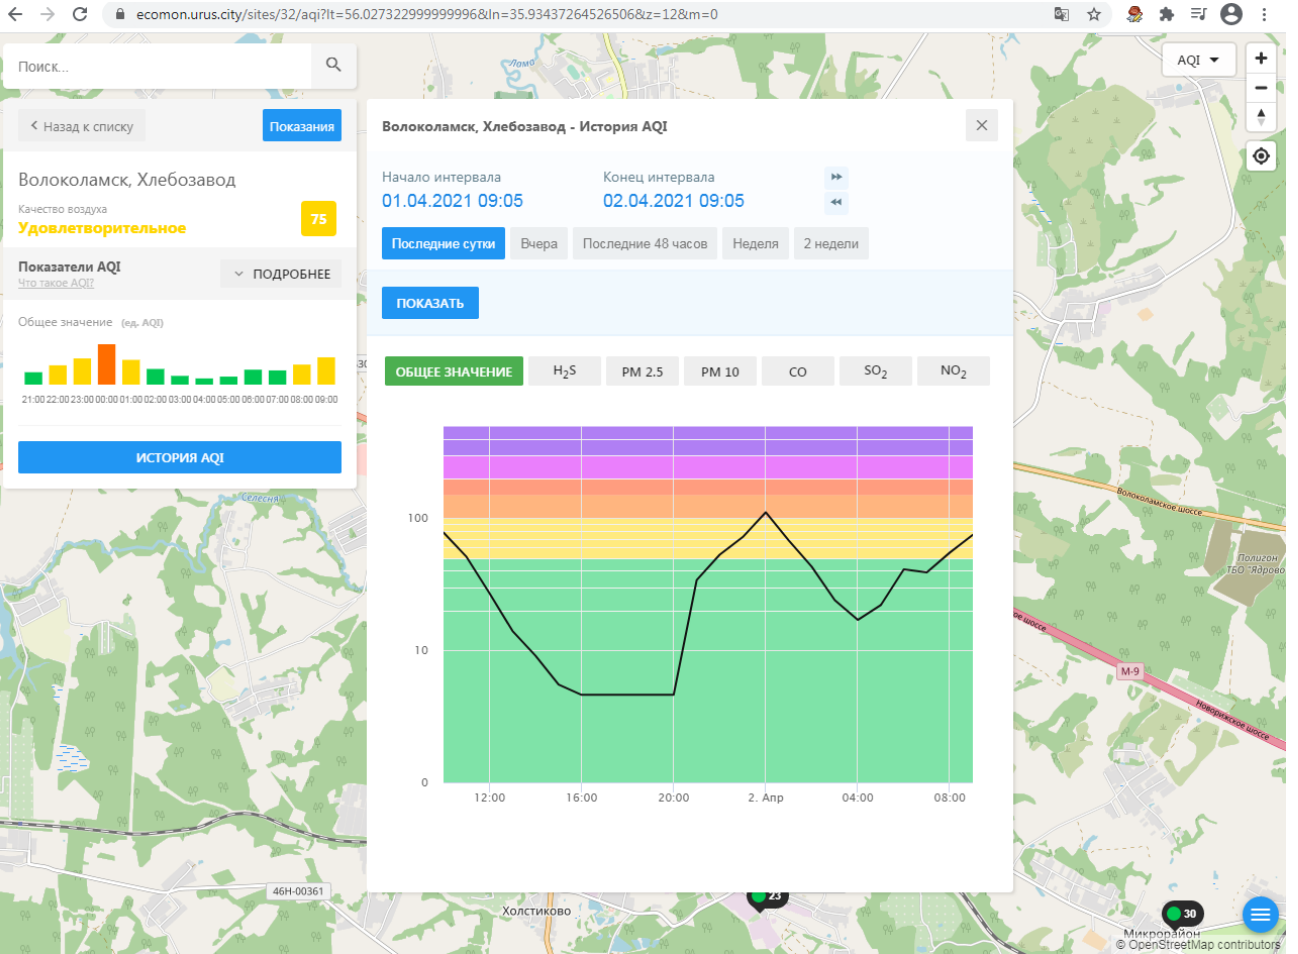 ecomon.urus.city/sites/32/aqi?lt=56.027322999999996&ln=35.93437264526506&z=12&m=0
Поиск...
AQI
Назад к списку
Показания
Волоколамск, Хлебозавод
Качество воздуха
Удовлетворительное
75
Показатели AQI
Что такое AQI?
ПОДРОБНЕЕ
Общее значение (ед. AQI)
21:00 22:00 23:00 00:00 01:00 02:00 03:00 04:00 05:00 06:00 07:00 08:00 09:00
ИСТОРИЯ AQI
Волоколамск, Хлебозавод - История AQI
Начало интервала
01.04.2021 09:05
Конец интервала
02.04.2021 09:05
Последние сутки
Вчера
Последние 48 часов
Неделя
2 недели
ПОКАЗАТЬ
ОБЩЕЕ ЗНАЧЕНИЕ
H2S
PM 2.5
PM 10
CO
SO2
NO2
100
10
0
12:00 16:00 20:00 2. Апр 04:00 08:00
Лама
Селесня
Волоколамское шоссе
Полигон
ТБО "Ядрово
М-9
Новорижское шоссе
46Н-00361
Холстиково
23
30
Микрорайон
© OpenStreetMap contributors